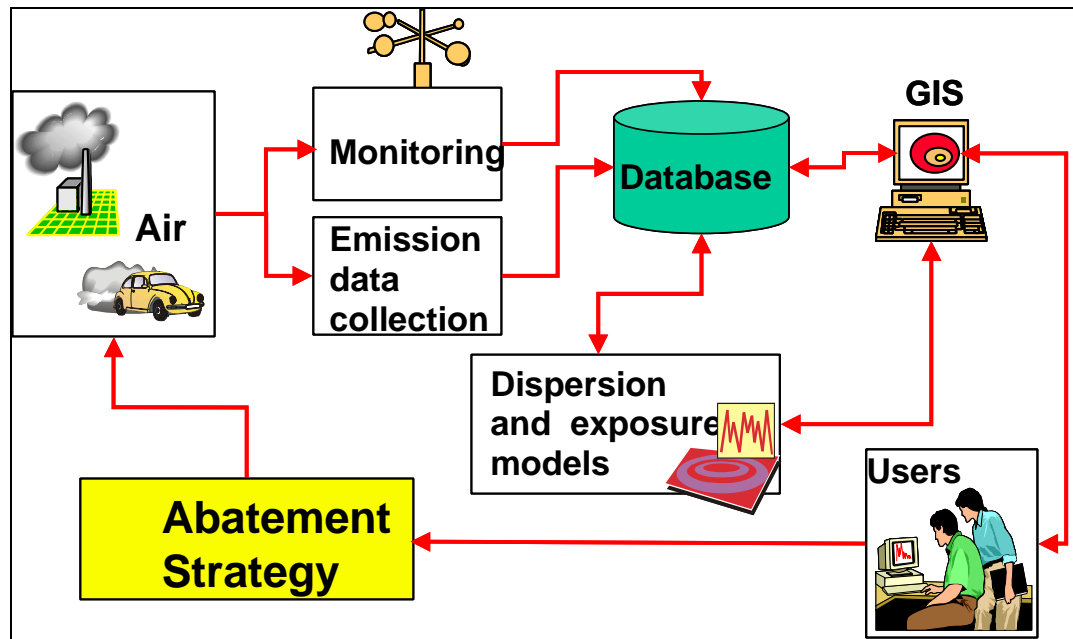 GIS
Monitoring
Database
Air
Emission
data
collection
Dispersion
and exposure
models
Users
Abatement
Strategy